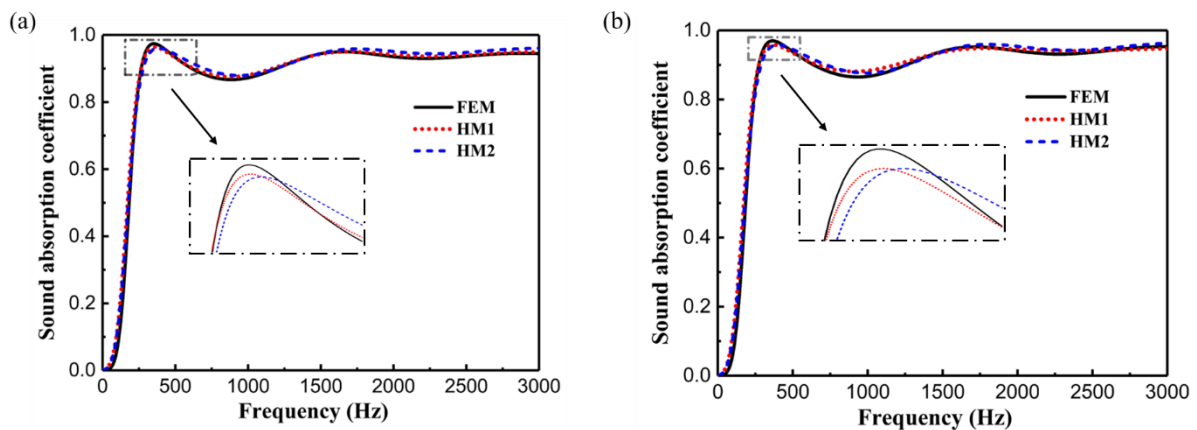 (a)
1.0
0.8
0.6
0.4
0.2
0.0
Sound absorption coefficient
FEM
HM1
HM2
0 500 1000 1500 2000 2500 3000
Frequency (Hz)
(b)
1.0
0.8
0.6
0.4
0.2
0.0
Sound absorption coefficient
FEM
HM1
HM2
0 500 1000 1500 2000 2500 3000
Frequency (Hz)